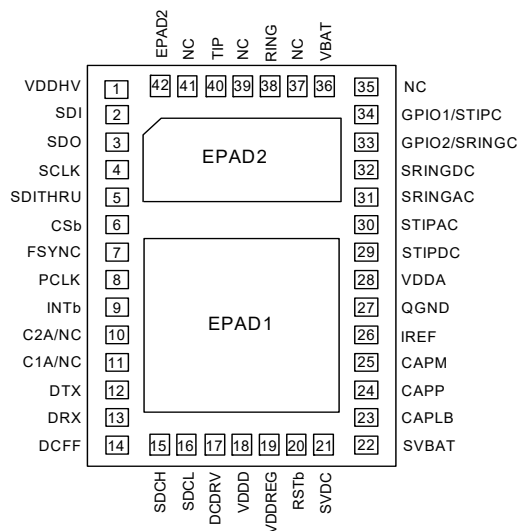 EPAD2
NC
TIP
NC
RING
NC
VBAT
VDDHV 1 42 41 40 39 38 37 36 35 NC
SDI 2 34 GPIO1/STIPC
SDO 3 33 GPIO2/SRINGC
SCLK 4 EPAD2 32 SRINGDC
SDITHRU 5 31 SRINGAC
CSb 6 30 STIPAC
FSYNC 7 29 STIPDC
PCLK 8 28 VDDA
INTb 9 EPAD1 27 QGND
C2A/NC 10 26 IREF
C1A/NC 11 25 CAPM
DTX 12 24 CAPP
DRX 13 23 CAPLB
DCFF 14 15 16 17 18 19 20 21 22 SVBAT
SDCH
SDCL
DCDRV
VDDD
VDDREG
RSTb
SVDC